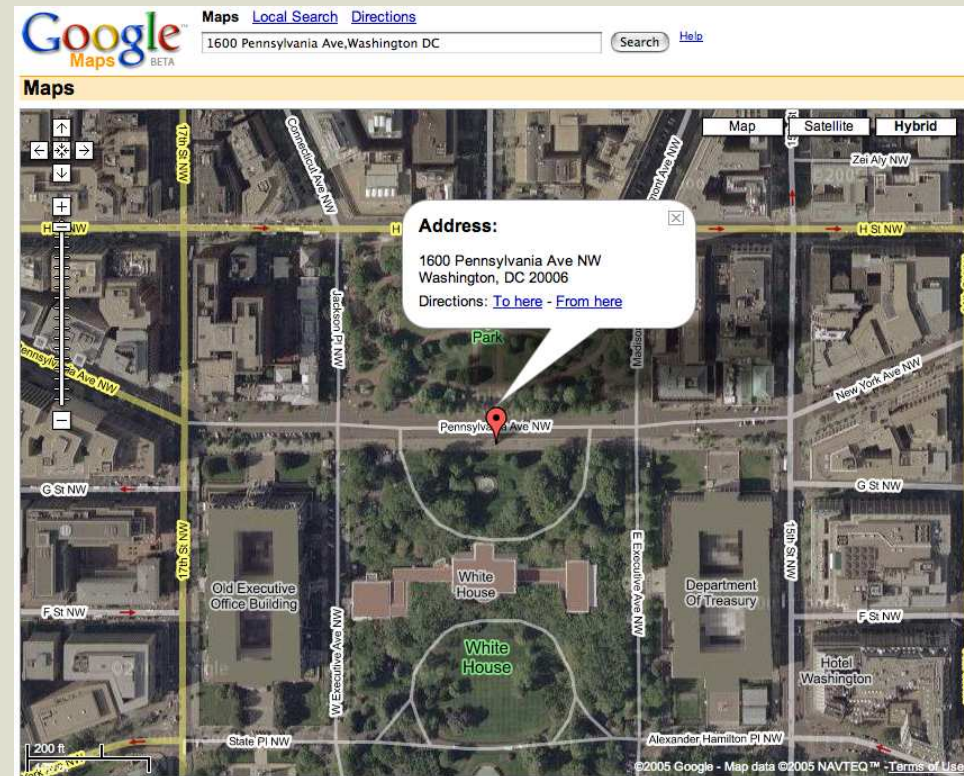 Google™
Maps BETA
Maps Local Search Directions
1600 Pennsylvania Ave,Washington DC
Search
Help
Maps
Map
Satellite
Hybrid
17th St NW
Connecticut Ave NW
mont Ave NW
Zei Aly NW
Address:
1600 Pennsylvania Ave NW
Washington, DC 20006
Directions: To here - From here
H
H St NW
Jackson Pl NW
Park
ennsylvania Ave NW
New York Ave NW
Pennsylvania Ave NW
G St NW
G St NW
17th St NW
15th St NW
E Executive Ave NW
Old Executive
Office Building
White
House
Department
Of Treasury
F St NW
F St NW
W Executive Ave NW
White
House
Hotel
Washington
State Pl NW
Alexander Hamilton Pl NW
200 ft
©2005 Google - Map data ©2005 NAVTEQ™ - Terms of Use